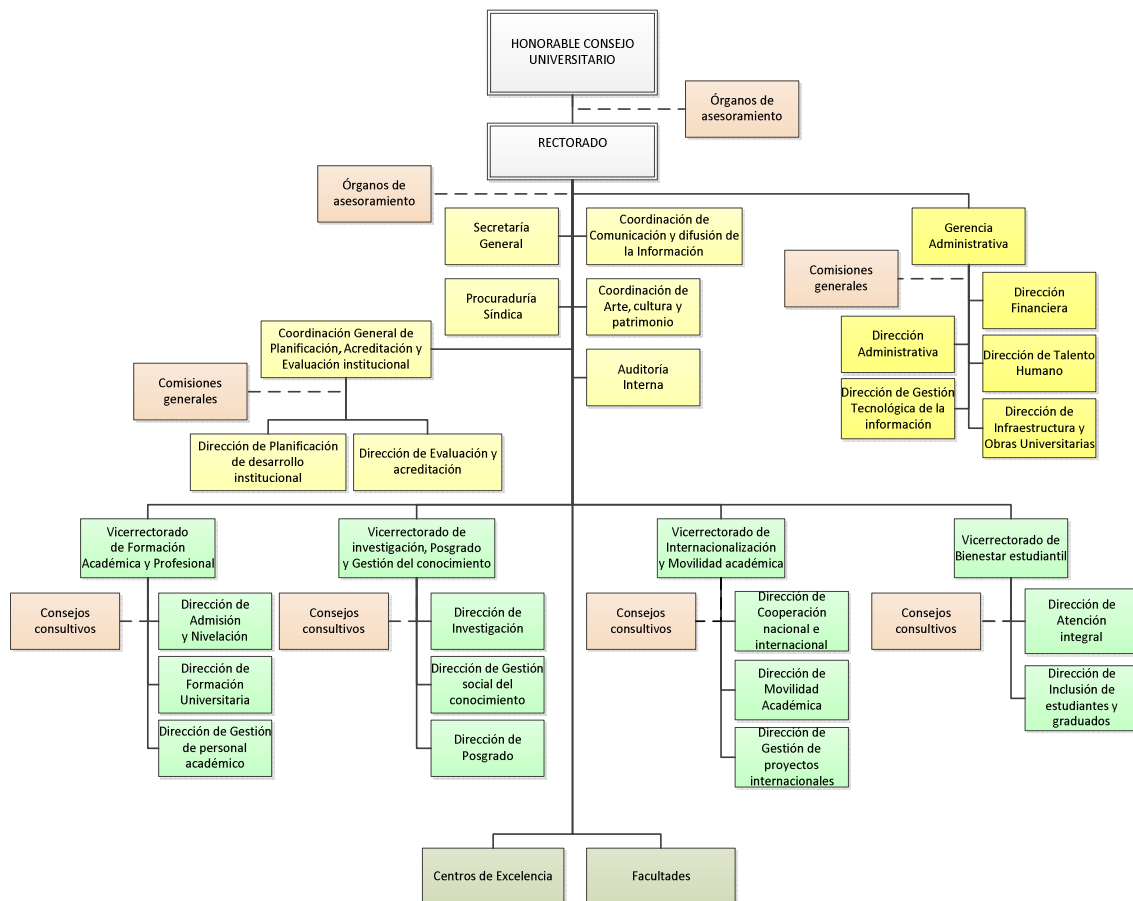 HONORABLE CONSEJO
UNIVERSITARIO
Órganos de
asesoramiento
RECTORADO
Órganos de
asesoramiento
Secretaría
General
Coordinación de
Comunicación y difusión de
la Información
Gerencia
Administrativa
Comisiones
generales
Procuraduría
Síndica
Coordinación de
Arte, cultura y
patrimonio
Dirección
Financiera
Coordinación General de
Planificación, Acreditación y
Evaluación institucional
Dirección
Administrativa
Dirección de Talento
Humano
Comisiones
generales
Auditoría
Interna
Dirección de Gestión
Tecnológica de la
información
Dirección de
Infraestructura y
Obras Universitarias
Dirección de Planificación
de desarrollo
institucional
Dirección de Evaluación y
acreditación
Vicerrectorado
de Formación
Académica y Profesional
Vicerrectorado de
investigación, Posgrado
y Gestión del conocimiento
Vicerrectorado de
Internacionalización
y Movilidad académica
Vicerrectorado de
Bienestar estudiantil
Consejos
consultivos
Dirección de
Admisión
y Nivelación
Consejos
consultivos
Dirección de
Investigación
Consejos
consultivos
Dirección de
Cooperación
nacional e
internacional
Consejos
consultivos
Dirección de
Atención
integral
Dirección de
Formación
Universitaria
Dirección de Gestión
social del
conocimiento
Dirección de
Movilidad
Académica
Dirección de
Inclusión de
estudiantes y
graduados
Dirección de Gestión
de personal
académico
Dirección de
Posgrado
Dirección de
Gestión de
proyectos
internacionales
Centros de Excelencia
Facultades